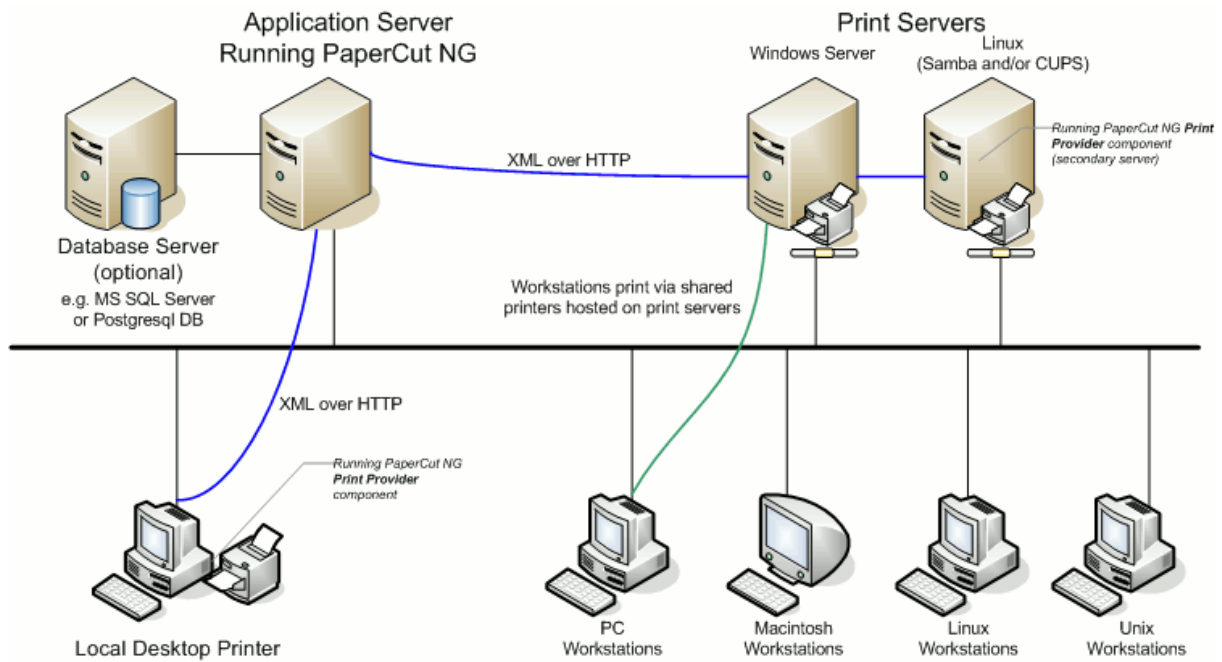 Application Server
Running PaperCut NG
Print Servers
Windows Server
Linux
(Samba and/or CUPS)
Running PaperCut NG Print
Provider component
(secondary server)
XML over HTTP
Database Server
(optional)
e.g. MS SQL Server
or Postgresql DB
Workstations print via shared
printers hosted on print servers
XML over HTTP
Running PaperCut NG
Print Provider
component
Local Desktop Printer
PC
Workstations
Macintosh
Workstations
Linux
Workstations
Unix
Workstations